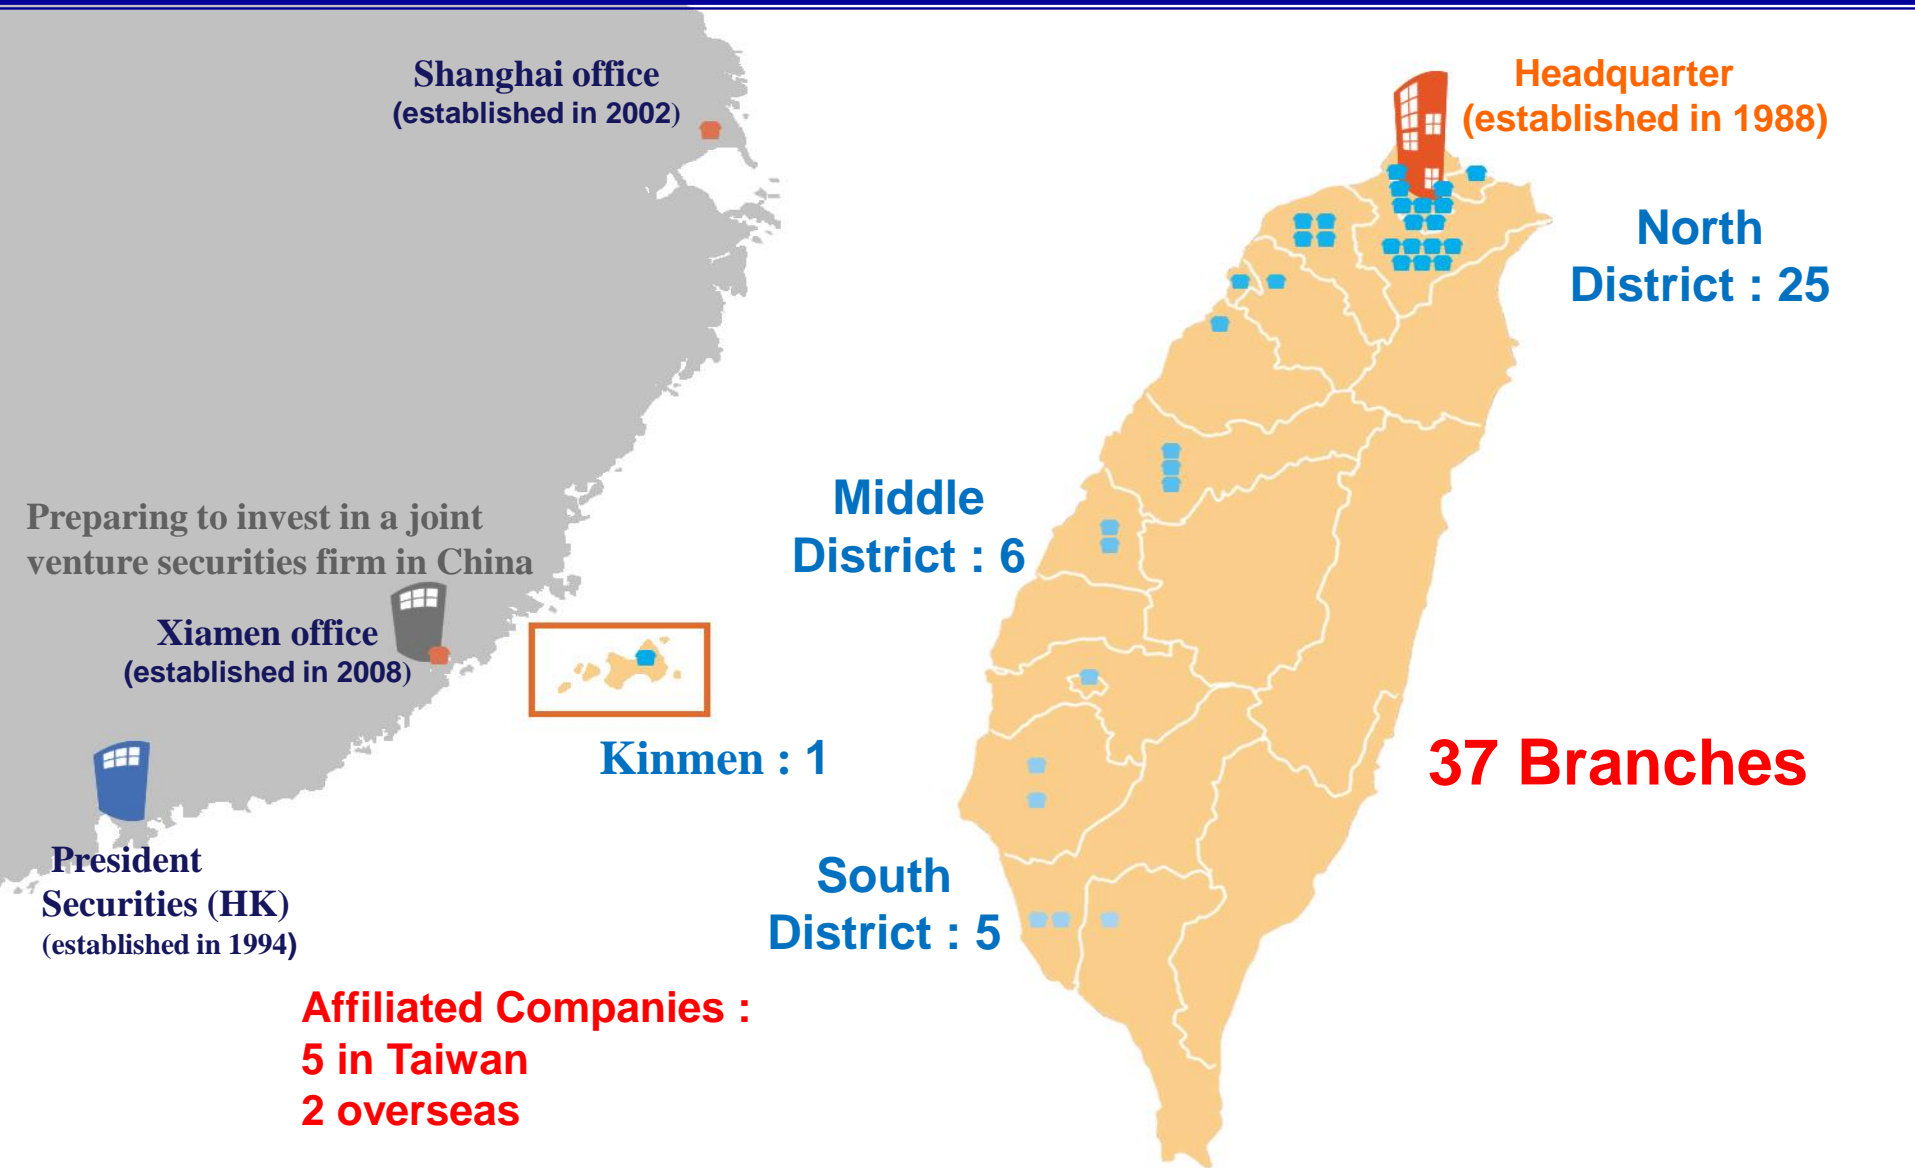 Shanghai office
(established in 2002)
Headquarter
(established in 1988)
North
District : 25
Middle
District : 6
Preparing to invest in a joint
venture securities firm in China
Xiamen office
(established in 2008)
Kinmen : 1
37 Branches
President
Securities (HK)
(established in 1994)
South
District : 5
Affiliated Companies :
5 in Taiwan
2 overseas